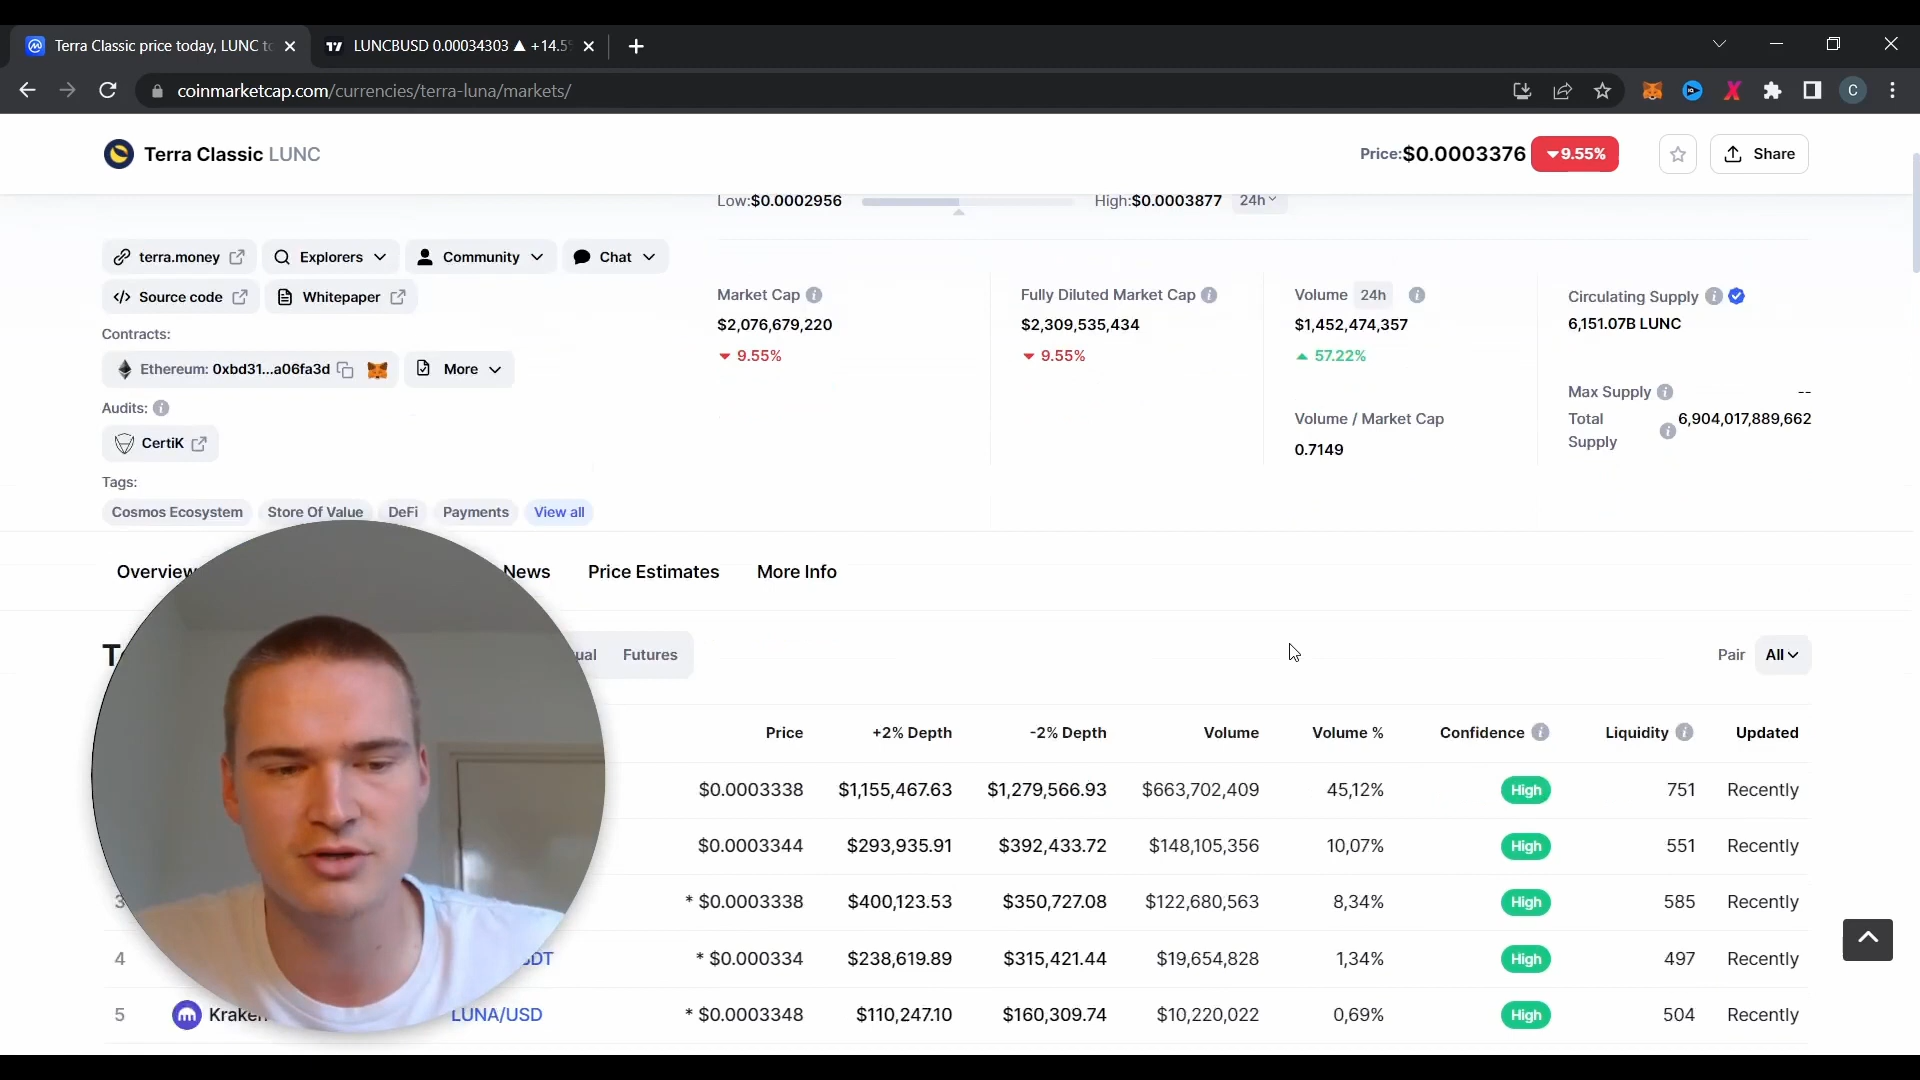 Terra Classic price today, LUNC to
LUNCBUSD 0.00034303 ▲ +14.5
coinmarketcap.com/currencies/terra-luna/markets/
C
Terra Classic LUNC
Price: $0.0003376 9.55%
Share
Low: $0.0002956 High: $0.0003877 24h
terra.money Explorers Community Chat
Source code Whitepaper
Contracts:
Ethereum: 0xbd31...a06fa3d More
Audits:
CertiK
Tags:
Cosmos Ecosystem Store Of Value DeFi Payments View all
Market Cap
$2,076,679,220
9.55%
Fully Diluted Market Cap
$2,309,535,434
9.55%
Volume 24h
$1,452,474,357
57.22%
Volume / Market Cap
0.7149
Circulating Supply
6,151.07B LUNC
Max Supply --
Total Supply 6,904,017,889,662
Overview News Price Estimates More Info
Futures Pair All
Price +2% Depth -2% Depth Volume Volume % Confidence Liquidity Updated
$0.0003338 $1,155,467.63 $1,279,566.93 $663,702,409 45,12% High 751 Recently
$0.0003344 $293,935.91 $392,433.72 $148,105,356 10,07% High 551 Recently
3 * $0.0003338 $400,123.53 $350,727.08 $122,680,563 8,34% High 585 Recently
4 * $0.000334 $238,619.89 $315,421.44 $19,654,828 1,34% High 497 Recently
5 Kraken LUNA/USD * $0.0003348 $110,247.10 $160,309.74 $10,220,022 0,69% High 504 Recently